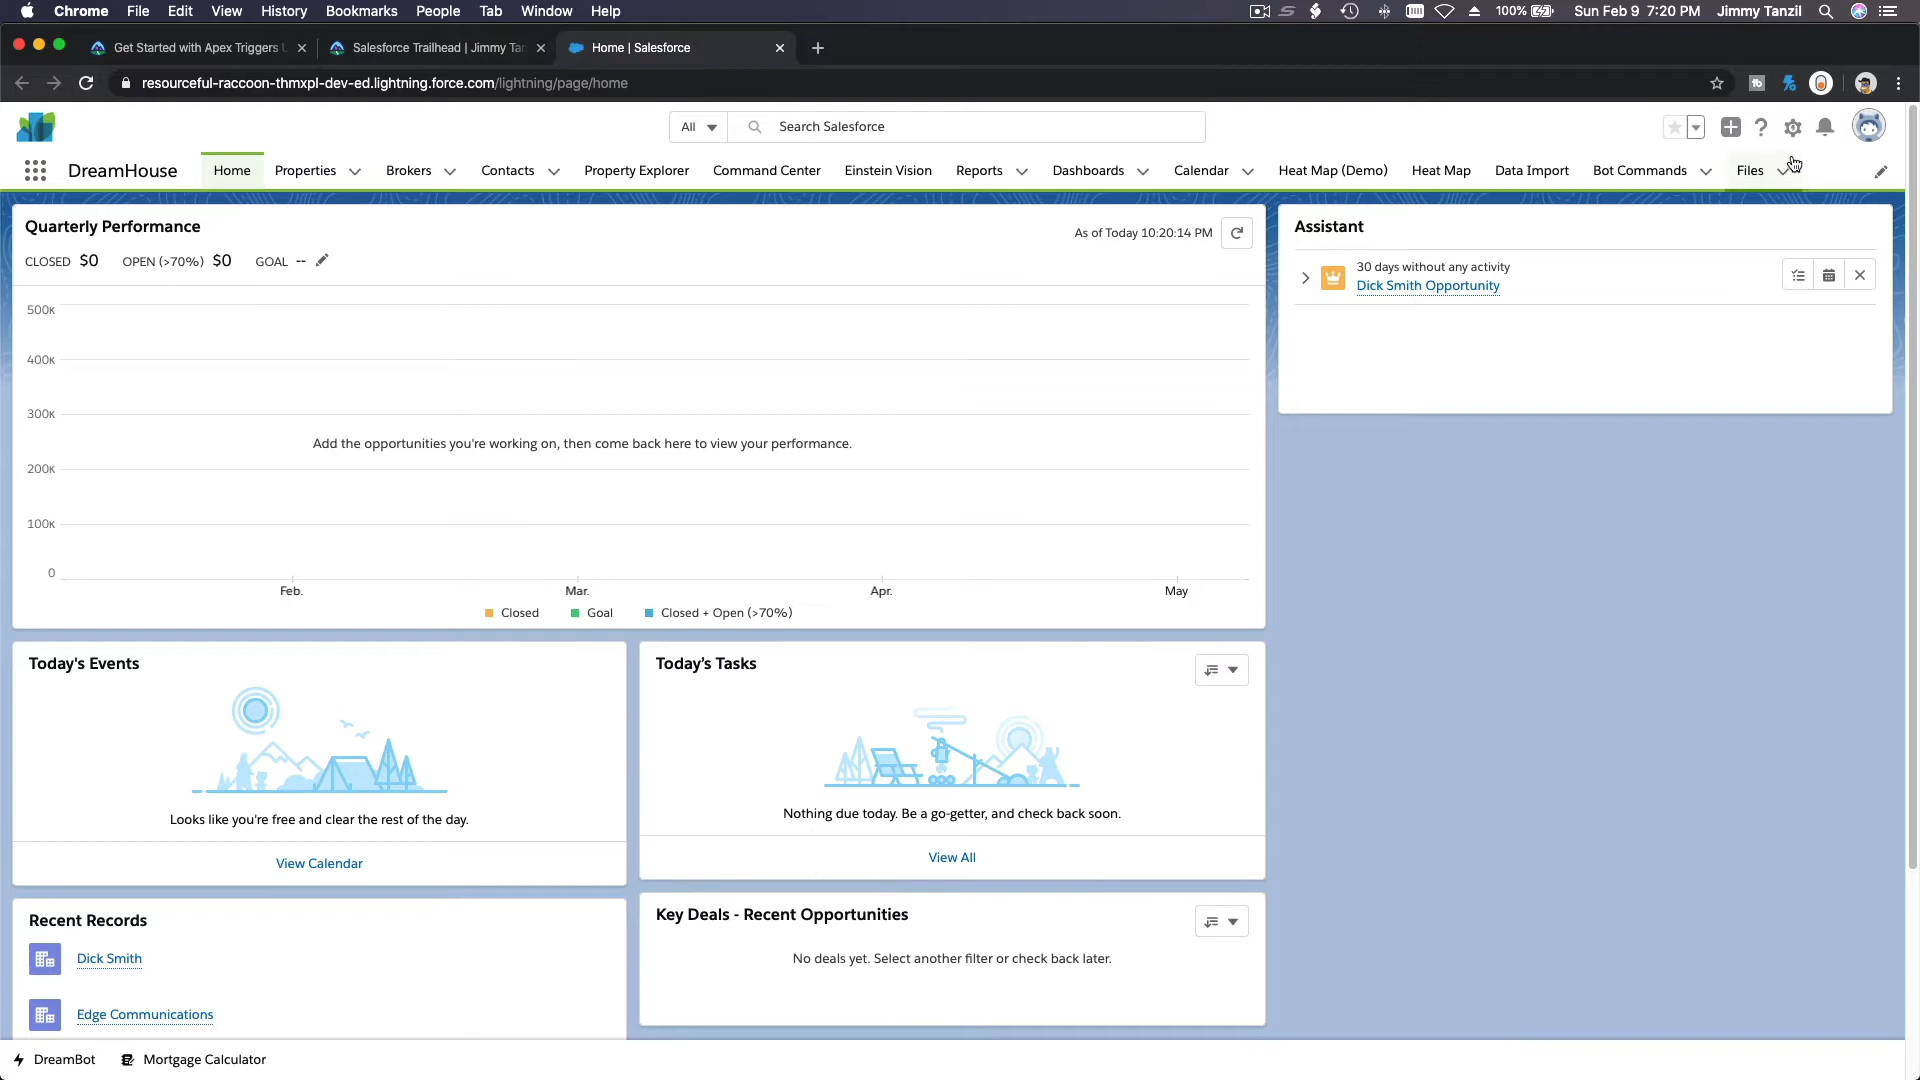 Chrome File Edit View History Bookmarks People Tab Window Help 100% Sun Feb 9 7:20 PM Jimmy Tanzil
Get Started with Apex Triggers Salesforce Trailhead | Jimmy Tan Home | Salesforce
resourceful-raccoon-thmxpl-dev-ed.lightning.force.com/lightning/page/home
All Search Salesforce
DreamHouse Home Properties Brokers Contacts Property Explorer Command Center Einstein Vision Reports Dashboards Calendar Heat Map (Demo) Heat Map Data Import Bot Commands Files
Quarterly Performance
As of Today 10:20:14 PM
CLOSED $0 OPEN (>70%) $0 GOAL --
500K
400K
300K
Add the opportunities you're working on, then come back here to view your performance.
200K
100K
0
Feb. Mar. Apr. May
Closed Goal Closed + Open (>70%)
Assistant
30 days without any activity
Dick Smith Opportunity
Today's Events
Looks like you're free and clear the rest of the day.
View Calendar
Today's Tasks
Nothing due today. Be a go-getter, and check back soon.
View All
Recent Records
Dick Smith
Edge Communications
Key Deals - Recent Opportunities
No deals yet. Select another filter or check back later.
DreamBot Mortgage Calculator